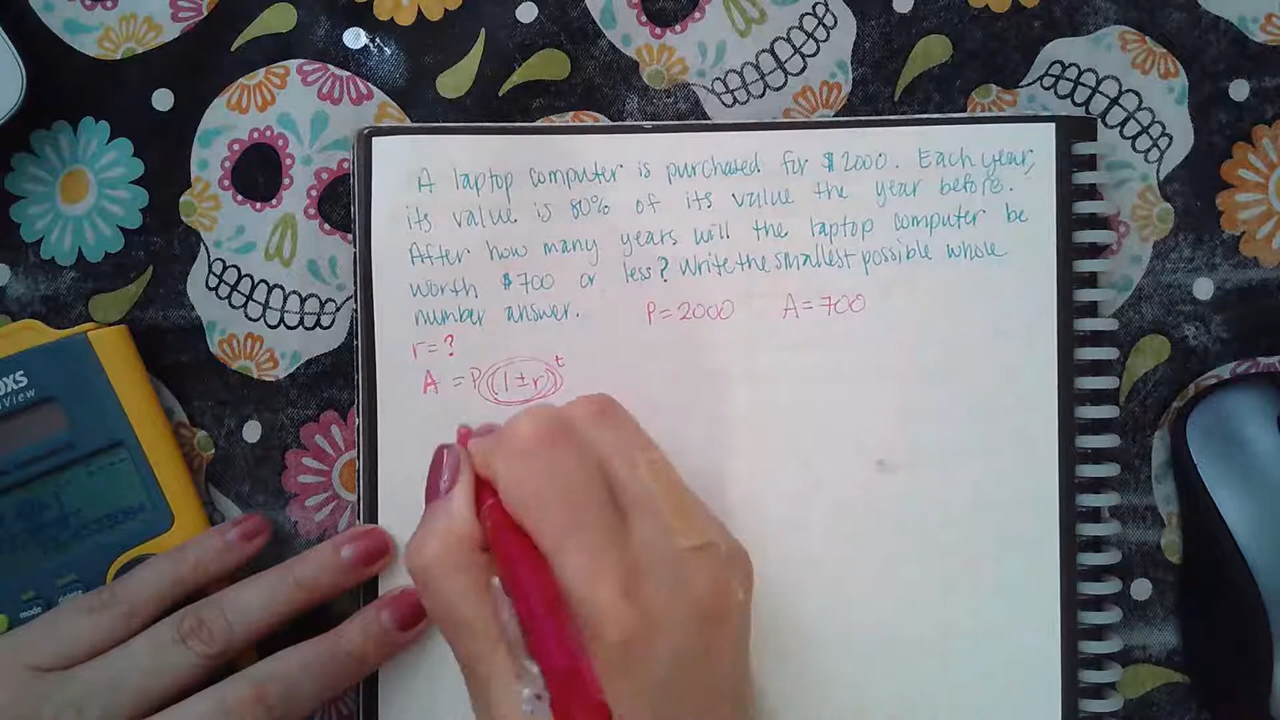 A laptop computer is purchased for $2000. Each year,
its value is 80% of its value the year before.
After how many years will the laptop computer be
worth $700 or less? Write the smallest possible whole
number answer. P=2000 A=700
r=?
A = P(1±r)^t
mode